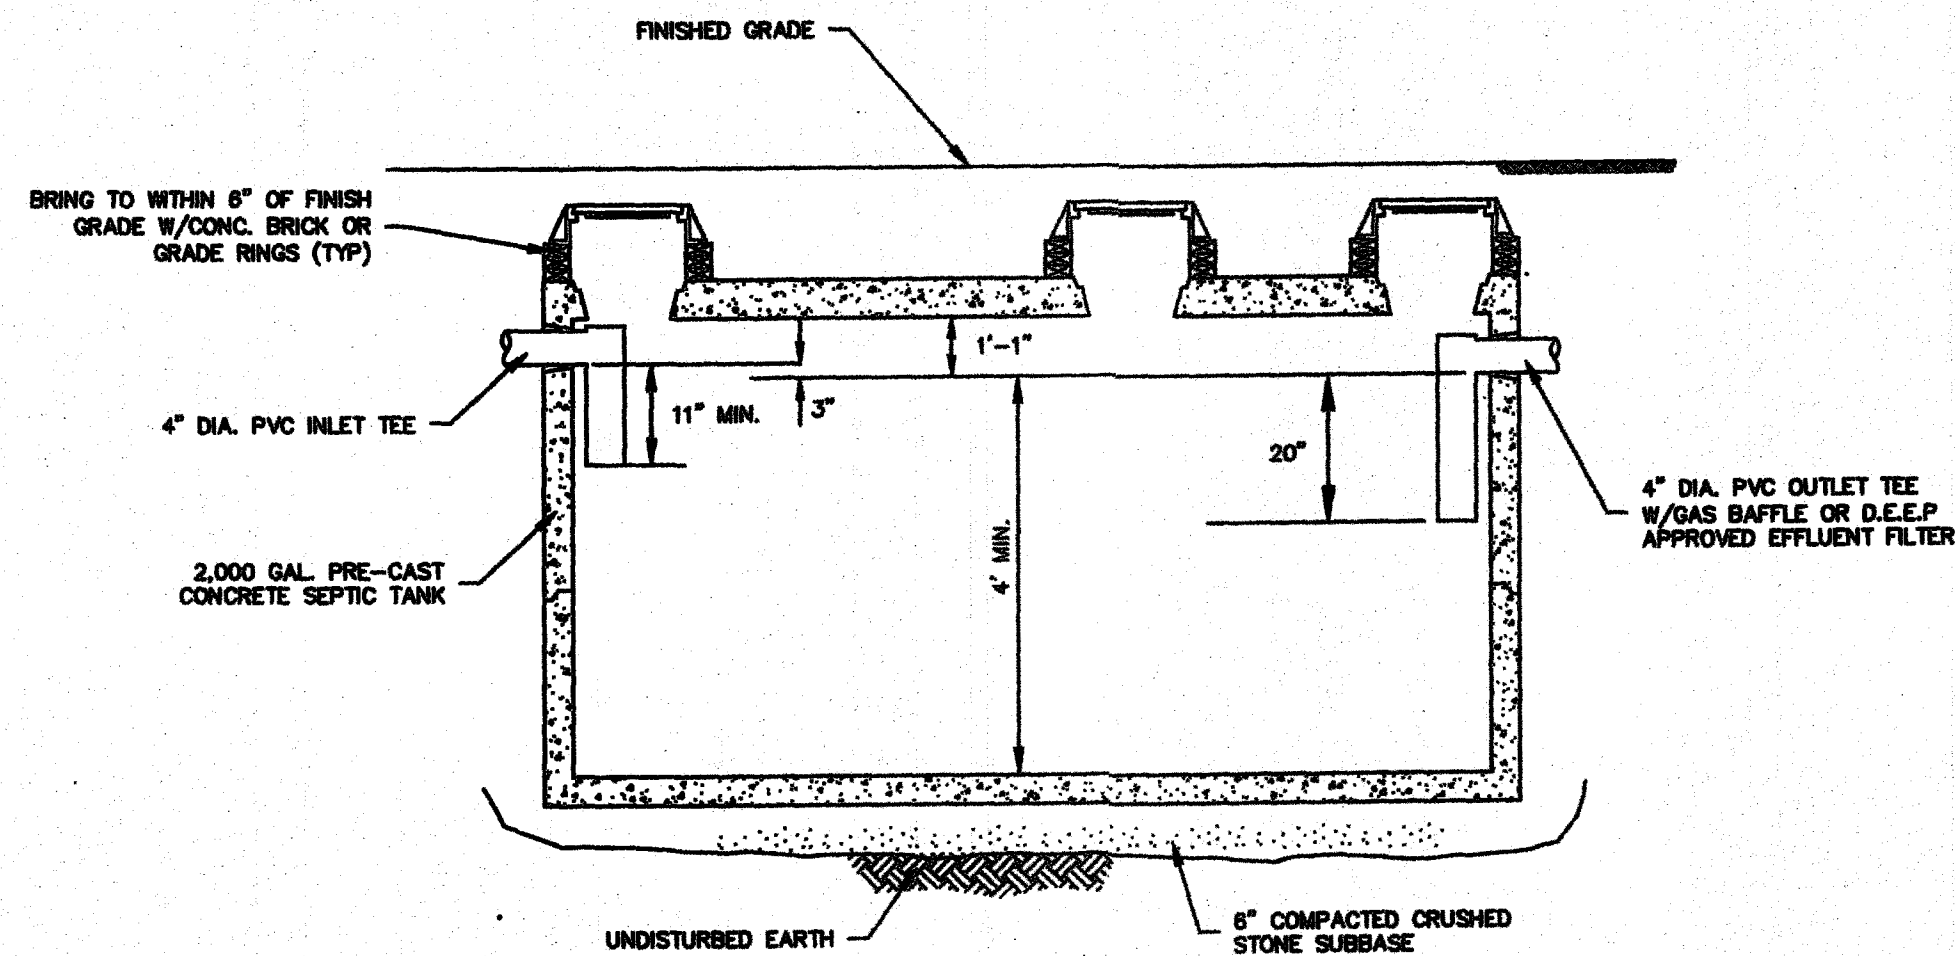 FINISHED GRADE
BRING TO WITHIN 6" OF FINISH
GRADE W/CONC. BRICK OR
GRADE RINGS (TYP)
1'-1"
4" DIA. PVC INLET TEE
11" MIN.
3"
20"
4' MIN.
4" DIA. PVC OUTLET TEE
W/GAS BAFFLE OR D.E.E.P
APPROVED EFFLUENT FILTER
2,000 GAL. PRE-CAST
CONCRETE SEPTIC TANK
UNDISTURBED EARTH
6" COMPACTED CRUSHED
STONE SUBBASE